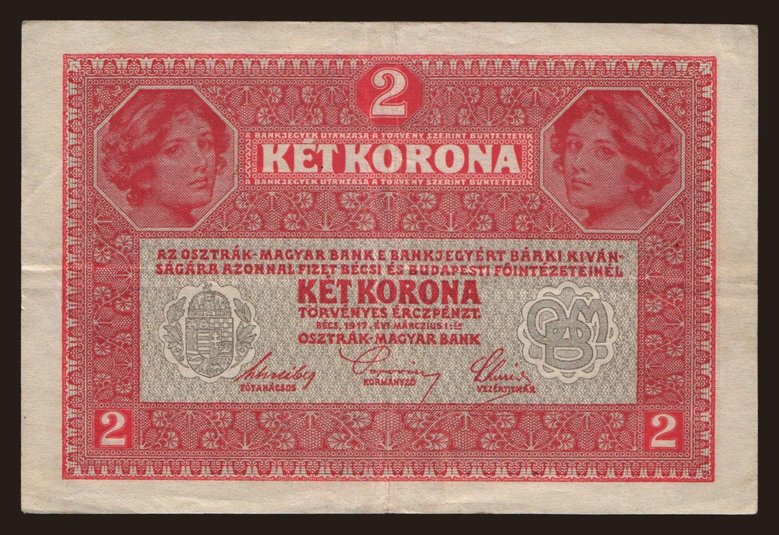 2
A BANKJEGYEK UTÁNZÁSA A TÖRVÉNY SZERINT BÜNTETTETIK
KÉT KORONA
BANKJEGYEK UTÁNZÁSA A TÖRVÉNY SZERINT BÜNTETTETIK
AZ OSZTRÁK-MAGYAR BANK E BANKJEGYÉRT BÁRKI KIVÁN-
SÁGÁRA AZONNAL FIZET BÉCSI ÉS BUDAPESTI FŐINTÉZETEINÉL
KÉT KORONA
TÖRVÉNYES ÉRCZPÉNZT.
BÉCS, 1917. ÉVI MÁRCZIUS 1-ÉN
OSZTRÁK-MAGYAR BANK
FŐTANÁCSOS
KORMÁNYZÓ
VEZÉRTITKÁR
2
2